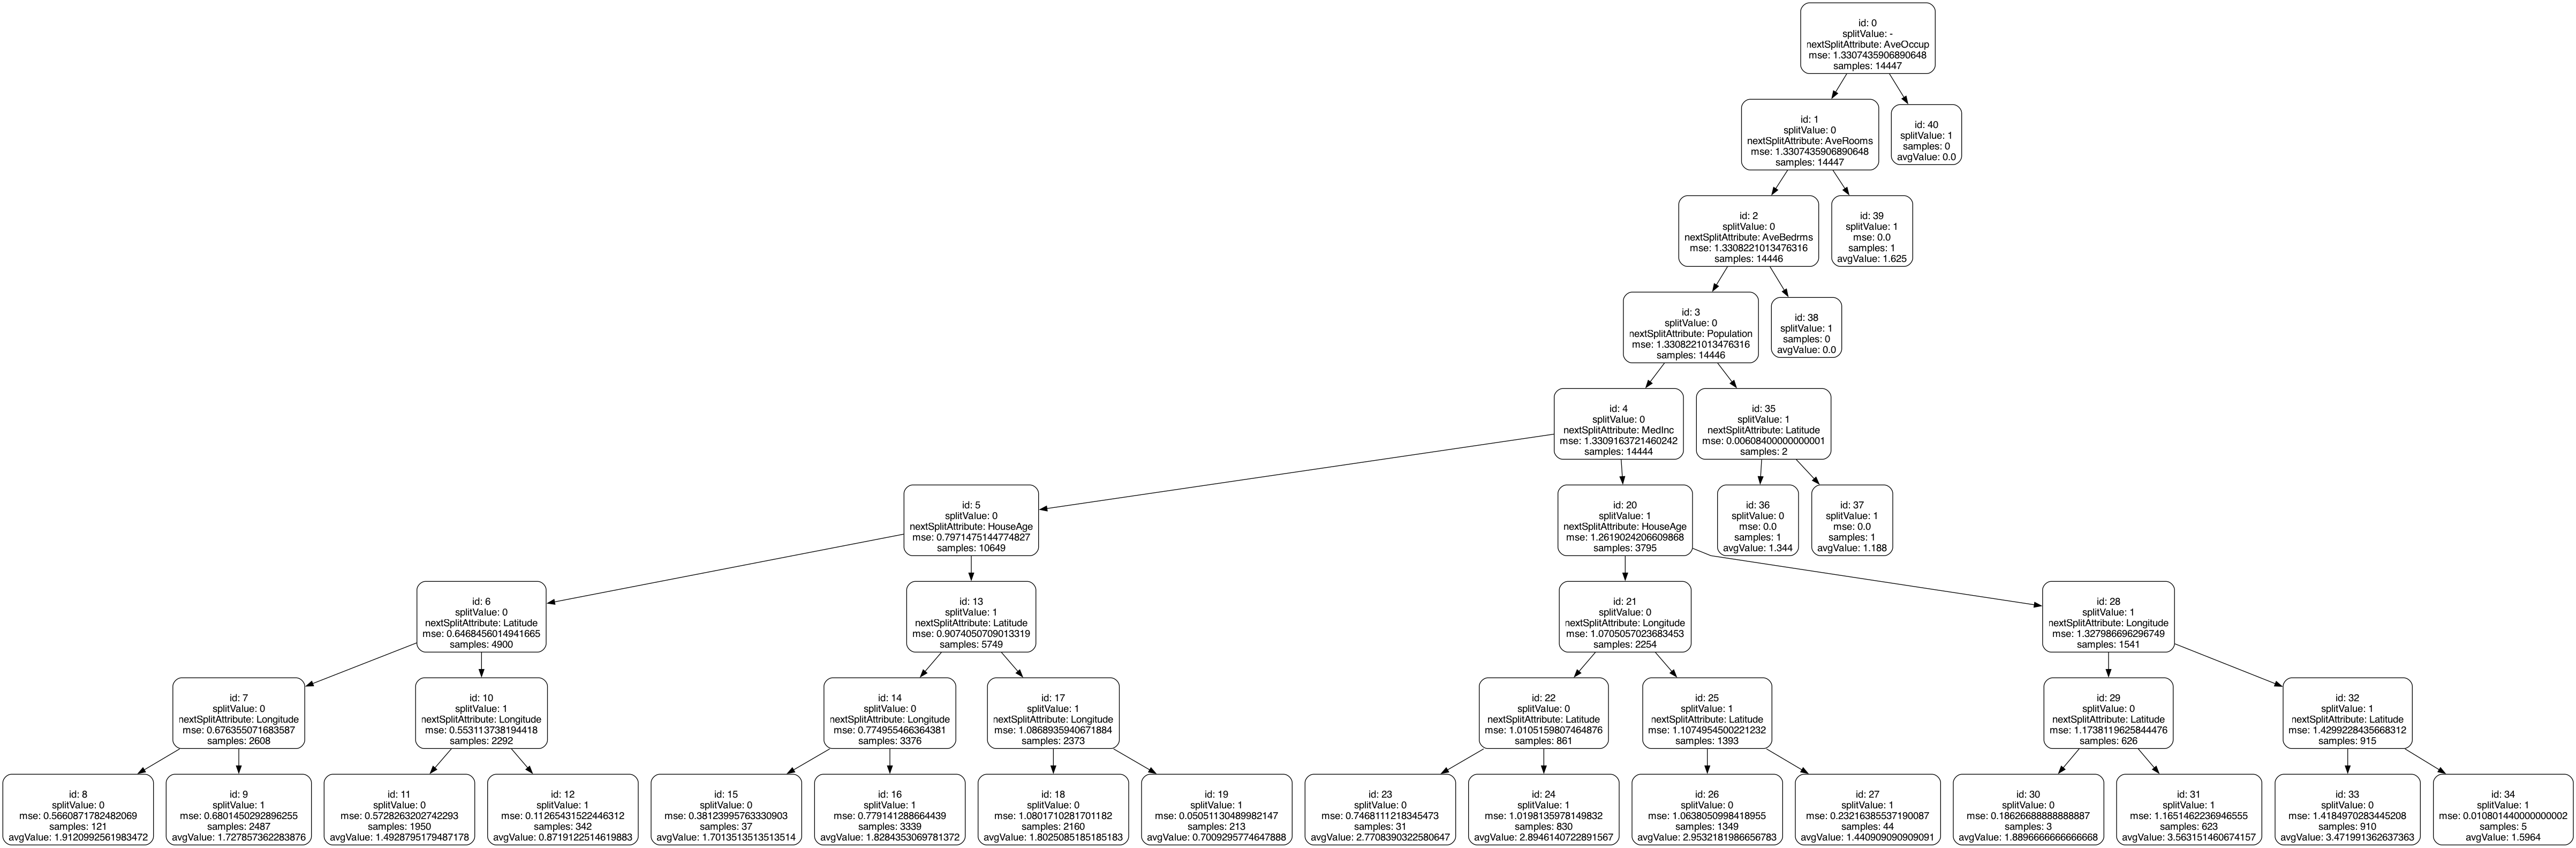 id: 0
splitValue: -
nextSplitAttribute: AveOccup
mse: 1.3307435906890648
samples: 14447
id: 1
splitValue: 0
nextSplitAttribute: AveRooms
mse: 1.3307435906890648
samples: 14447
id: 40
splitValue: 1
samples: 0
avgValue: 0.0
id: 2
splitValue: 0
nextSplitAttribute: AveBedrms
mse: 1.3308221013476316
samples: 14446
id: 39
splitValue: 1
mse: 0.0
samples: 1
avgValue: 1.625
id: 3
splitValue: 0
nextSplitAttribute: Population
mse: 1.3308221013476316
samples: 14446
id: 38
splitValue: 1
samples: 0
avgValue: 0.0
id: 4
splitValue: 0
nextSplitAttribute: MedInc
mse: 1.3309163721460242
samples: 14444
id: 35
splitValue: 1
nextSplitAttribute: Latitude
mse: 0.00608400000000001
samples: 2
id: 5
splitValue: 0
nextSplitAttribute: HouseAge
mse: 0.7971475144774827
samples: 10649
id: 20
splitValue: 1
nextSplitAttribute: HouseAge
mse: 1.2619024206609868
samples: 3795
id: 36
splitValue: 0
mse: 0.0
samples: 1
avgValue: 1.344
id: 37
splitValue: 1
mse: 0.0
samples: 1
avgValue: 1.188
id: 6
splitValue: 0
nextSplitAttribute: Latitude
mse: 0.6468456014941665
samples: 4900
id: 13
splitValue: 1
nextSplitAttribute: Latitude
mse: 0.9074050709013319
samples: 5749
id: 21
splitValue: 0
nextSplitAttribute: Longitude
mse: 1.0705057023683453
samples: 2254
id: 28
splitValue: 1
nextSplitAttribute: Longitude
mse: 1.327986696296749
samples: 1541
id: 7
splitValue: 0
nextSplitAttribute: Longitude
mse: 0.676355071683587
samples: 2608
id: 10
splitValue: 1
nextSplitAttribute: Longitude
mse: 0.553113738194418
samples: 2292
id: 14
splitValue: 0
nextSplitAttribute: Longitude
mse: 0.774955466364381
samples: 3376
id: 17
splitValue: 1
nextSplitAttribute: Longitude
mse: 1.0868935940671884
samples: 2373
id: 22
splitValue: 0
nextSplitAttribute: Latitude
mse: 1.0105159807464876
samples: 861
id: 25
splitValue: 1
nextSplitAttribute: Latitude
mse: 1.1074954500221232
samples: 1393
id: 29
splitValue: 0
nextSplitAttribute: Latitude
mse: 1.1738119625844476
samples: 626
id: 32
splitValue: 1
nextSplitAttribute: Latitude
mse: 1.4299228435668312
samples: 915
id: 8
splitValue: 0
mse: 0.5660871782482069
samples: 121
avgValue: 1.9120992561983472
id: 9
splitValue: 1
mse: 0.6801450292896255
samples: 2487
avgValue: 1.727857362283876
id: 11
splitValue: 0
mse: 0.5728263202742293
samples: 1950
avgValue: 1.4928795179487178
id: 12
splitValue: 1
mse: 0.11265431522446312
samples: 342
avgValue: 0.8719122514619883
id: 15
splitValue: 0
mse: 0.38123995763330903
samples: 37
avgValue: 1.7013513513513514
id: 16
splitValue: 1
mse: 0.779141288664439
samples: 3339
avgValue: 1.8284353069781372
id: 18
splitValue: 0
mse: 1.0801710281701182
samples: 2160
avgValue: 1.8025085185185183
id: 19
splitValue: 1
mse: 0.05051130489982147
samples: 213
avgValue: 0.7009295774647888
id: 23
splitValue: 0
mse: 0.7468111218345473
samples: 31
avgValue: 2.7708390322580647
id: 24
splitValue: 1
mse: 1.0198135978149832
samples: 830
avgValue: 2.8946140722891567
id: 26
splitValue: 0
mse: 1.0638050998418955
samples: 1349
avgValue: 2.9532181986656783
id: 27
splitValue: 1
mse: 0.23216385537190087
samples: 44
avgValue: 1.440909090909091
id: 30
splitValue: 0
mse: 0.18626688888888887
samples: 3
avgValue: 1.8896666666666668
id: 31
splitValue: 1
mse: 1.1651462236946555
samples: 623
avgValue: 3.563151460674157
id: 33
splitValue: 0
mse: 1.4184970283445208
samples: 910
avgValue: 3.471991362637363
id: 34
splitValue: 1
mse: 0.010801440000000002
samples: 5
avgValue: 1.5964